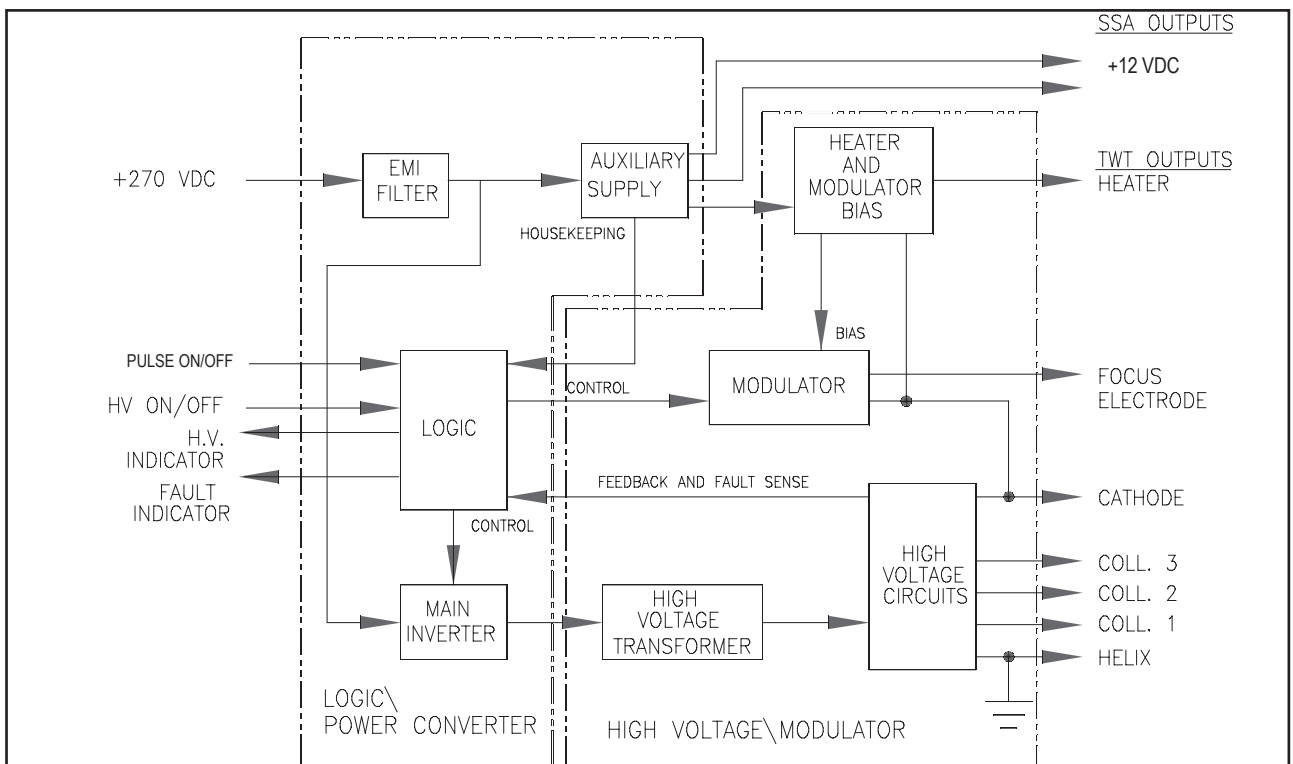 SSA OUTPUTS
+12 VDC
HEATER
AND
MODULATOR
BIAS
EMI
FILTER
AUXILIARY
SUPPLY
TWT OUTPUTS
HEATER
+270 VDC
HOUSEKEEPING
BIAS
PULSE ON/OFF
HV ON/OFF
H.V.
INDICATOR
FAULT
INDICATOR
LOGIC
CONTROL
MODULATOR
FOCUS
ELECTRODE
FEEDBACK AND FAULT SENSE
CATHODE
CONTROL
HIGH
VOLTAGE
CIRCUITS
COLL. 3
COLL. 2
COLL. 1
HELIX
MAIN
INVERTER
HIGH
VOLTAGE
TRANSFORMER
LOGIC\
POWER CONVERTER
HIGH VOLTAGE\MODULATOR